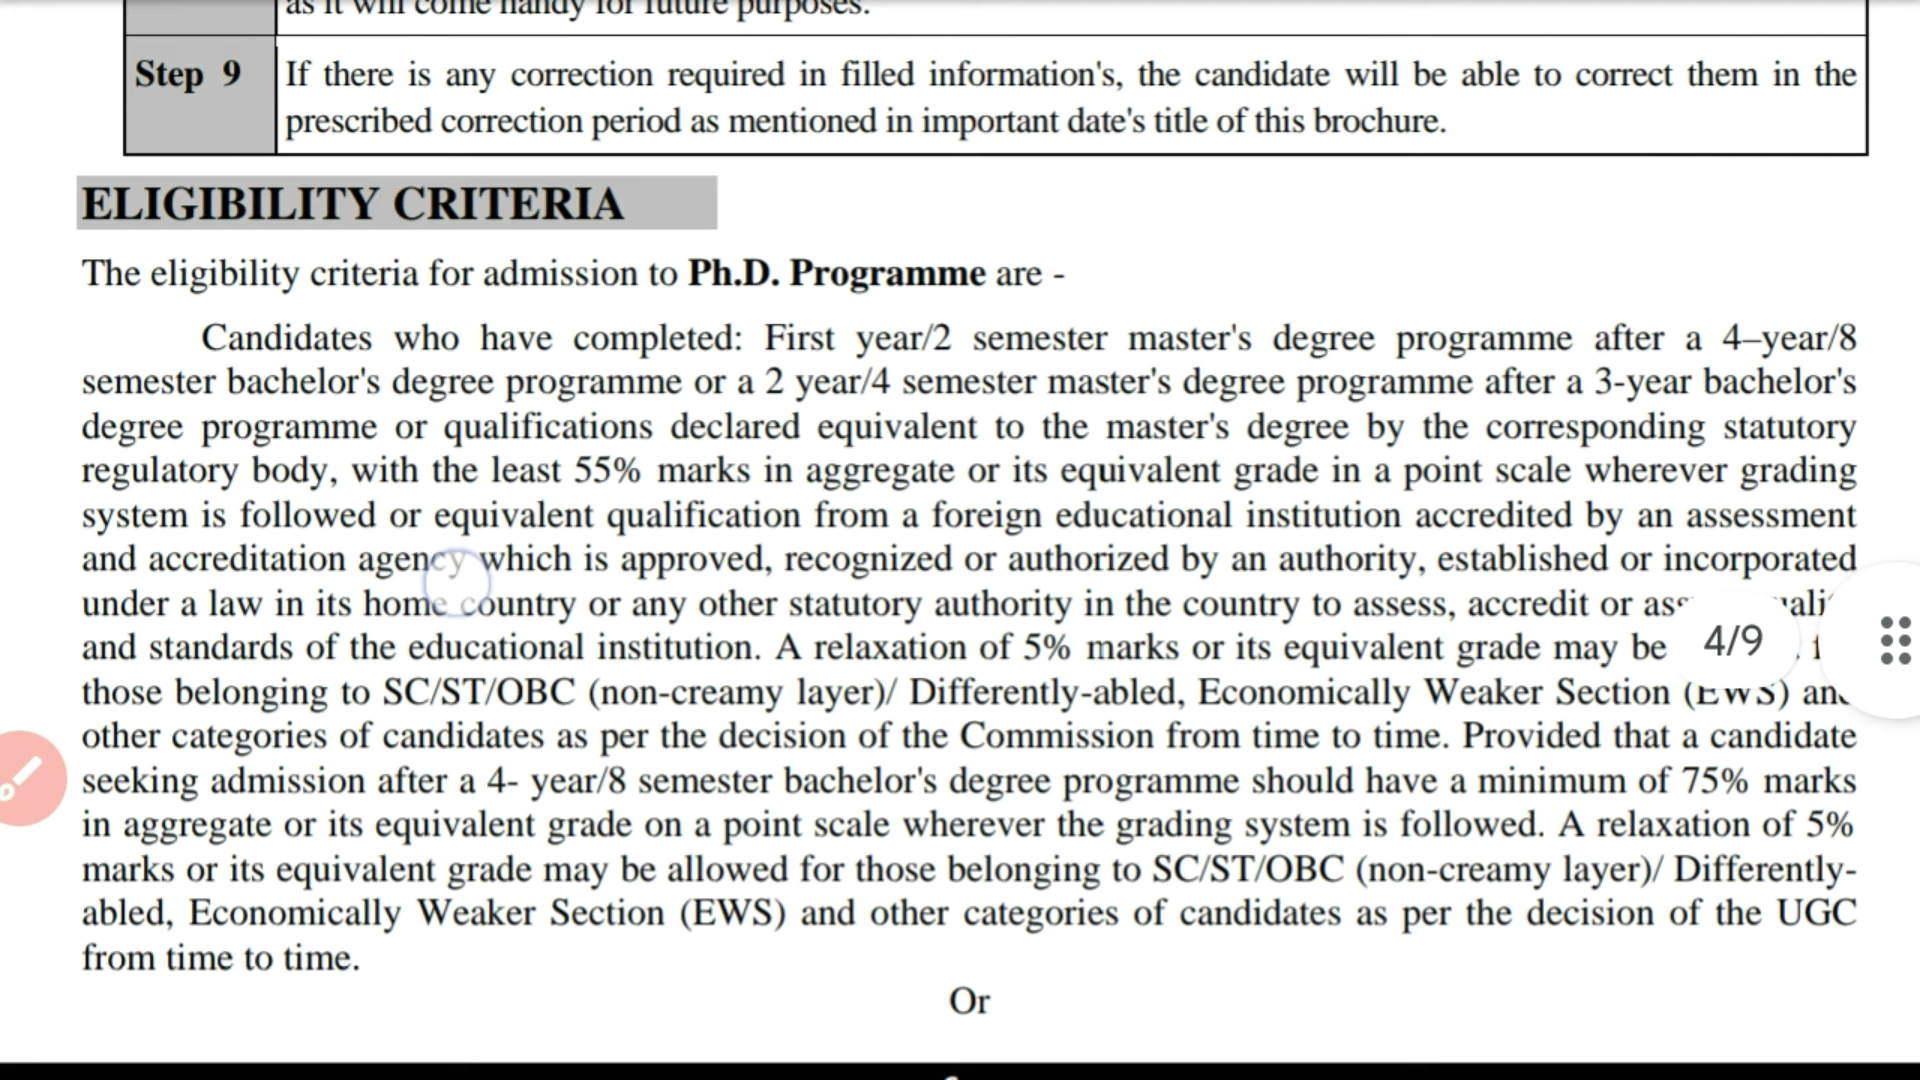 as it will come handy for future purposes.
Step 9
If there is any correction required in filled information's, the candidate will be able to correct them in the
prescribed correction period as mentioned in important date's title of this brochure.
ELIGIBILITY CRITERIA
The eligibility criteria for admission to Ph.D. Programme are -
Candidates who have completed: First year/2 semester master's degree programme after a 4–year/8
semester bachelor's degree programme or a 2 year/4 semester master's degree programme after a 3-year bachelor's
degree programme or qualifications declared equivalent to the master's degree by the corresponding statutory
regulatory body, with the least 55% marks in aggregate or its equivalent grade in a point scale wherever grading
system is followed or equivalent qualification from a foreign educational institution accredited by an assessment
and accreditation agency which is approved, recognized or authorized by an authority, established or incorporated
under a law in its home country or any other statutory authority in the country to assess, accredit or
and standards of the educational institution. A relaxation of 5% marks or its equivalent grade may be
4/9
those belonging to SC/ST/OBC (non-creamy layer)/ Differently-abled, Economically Weaker Section (EWS) and
other categories of candidates as per the decision of the Commission from time to time. Provided that a candidate
seeking admission after a 4- year/8 semester bachelor's degree programme should have a minimum of 75% marks
in aggregate or its equivalent grade on a point scale wherever the grading system is followed. A relaxation of 5%
marks or its equivalent grade may be allowed for those belonging to SC/ST/OBC (non-creamy layer)/ Differently-
abled, Economically Weaker Section (EWS) and other categories of candidates as per the decision of the UGC
from time to time.
Or